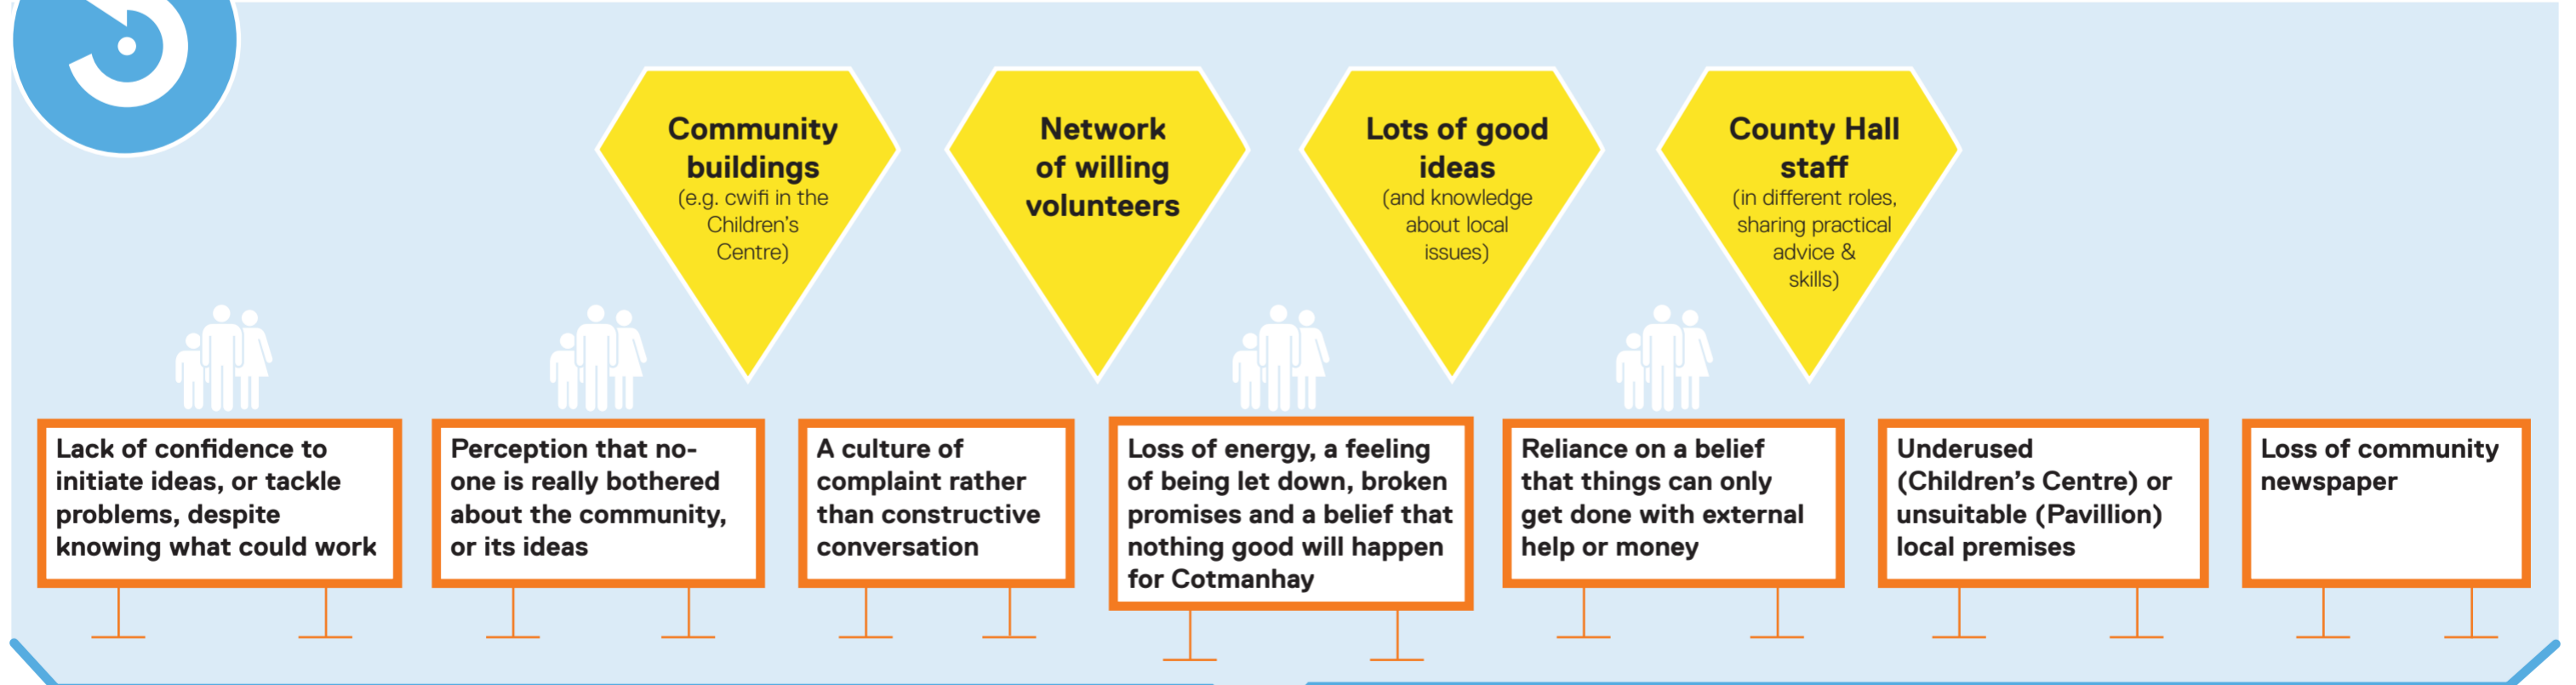 Community
buildings
(e.g. cwifi in the
Children's
Centre)
Network
of willing
volunteers
Lots of good
ideas
(and knowledge
about local
issues)
County Hall
staff
(in different roles,
sharing practical
advice &
skills)
Lack of confidence to
initiate ideas, or tackle
problems, despite
knowing what could work
Perception that no-
one is really bothered
about the community,
or its ideas
A culture of
complaint rather
than constructive
conversation
Loss of energy, a feeling
of being let down, broken
promises and a belief that
nothing good will happen
for Cotmanhay
Reliance on a belief
that things can only
get done with external
help or money
Underused
(Children's Centre) or
unsuitable (Pavillion)
local premises
Loss of community
newspaper